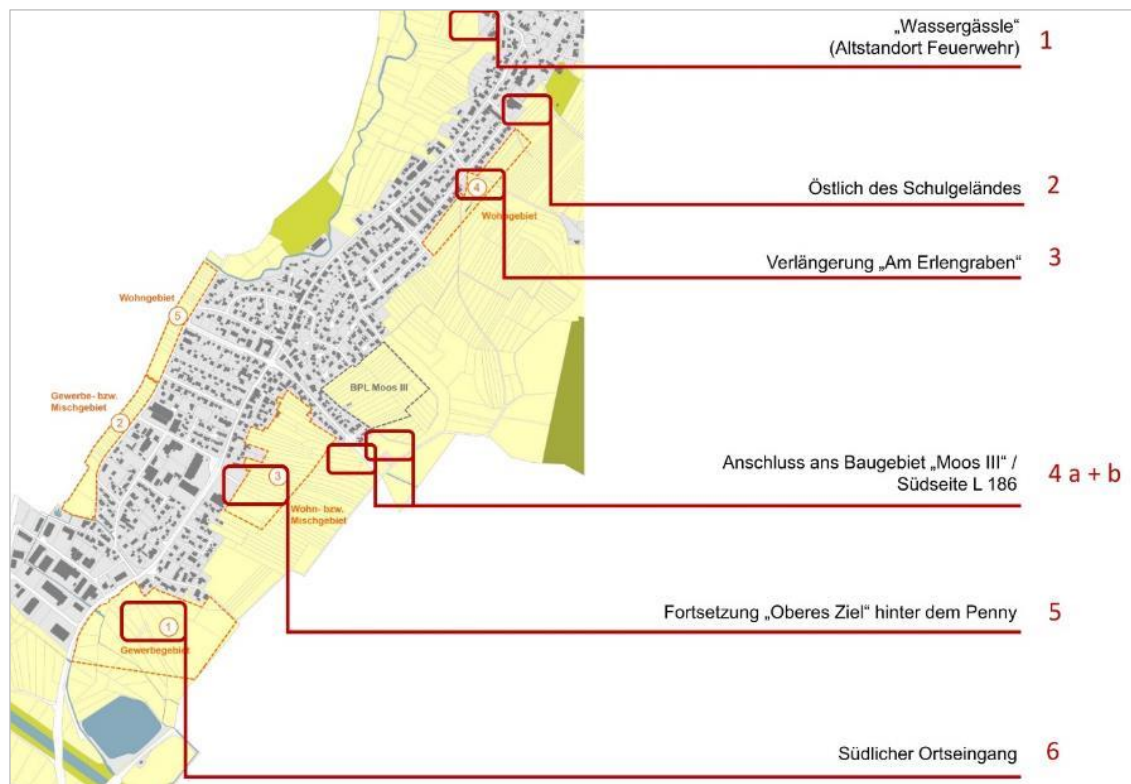 „Wassergässle“
(Altstandort Feuerwehr)
1
Östlich des Schulgeländes
2
4
Wohngebiet
Verlängerung „Am Erlengraben“
3
Wohngebiet
5
Gewerbe- bzw.
Mischgebiet
2
BPL Moos III
Anschluss ans Baugebiet „Moos III“ /
Südseite L 186
4 a + b
3
Wohn- bzw.
Mischgebiet
Fortsetzung „Oberes Ziel“ hinter dem Penny
5
1
Gewerbegebiet
Südlicher Ortseingang
6